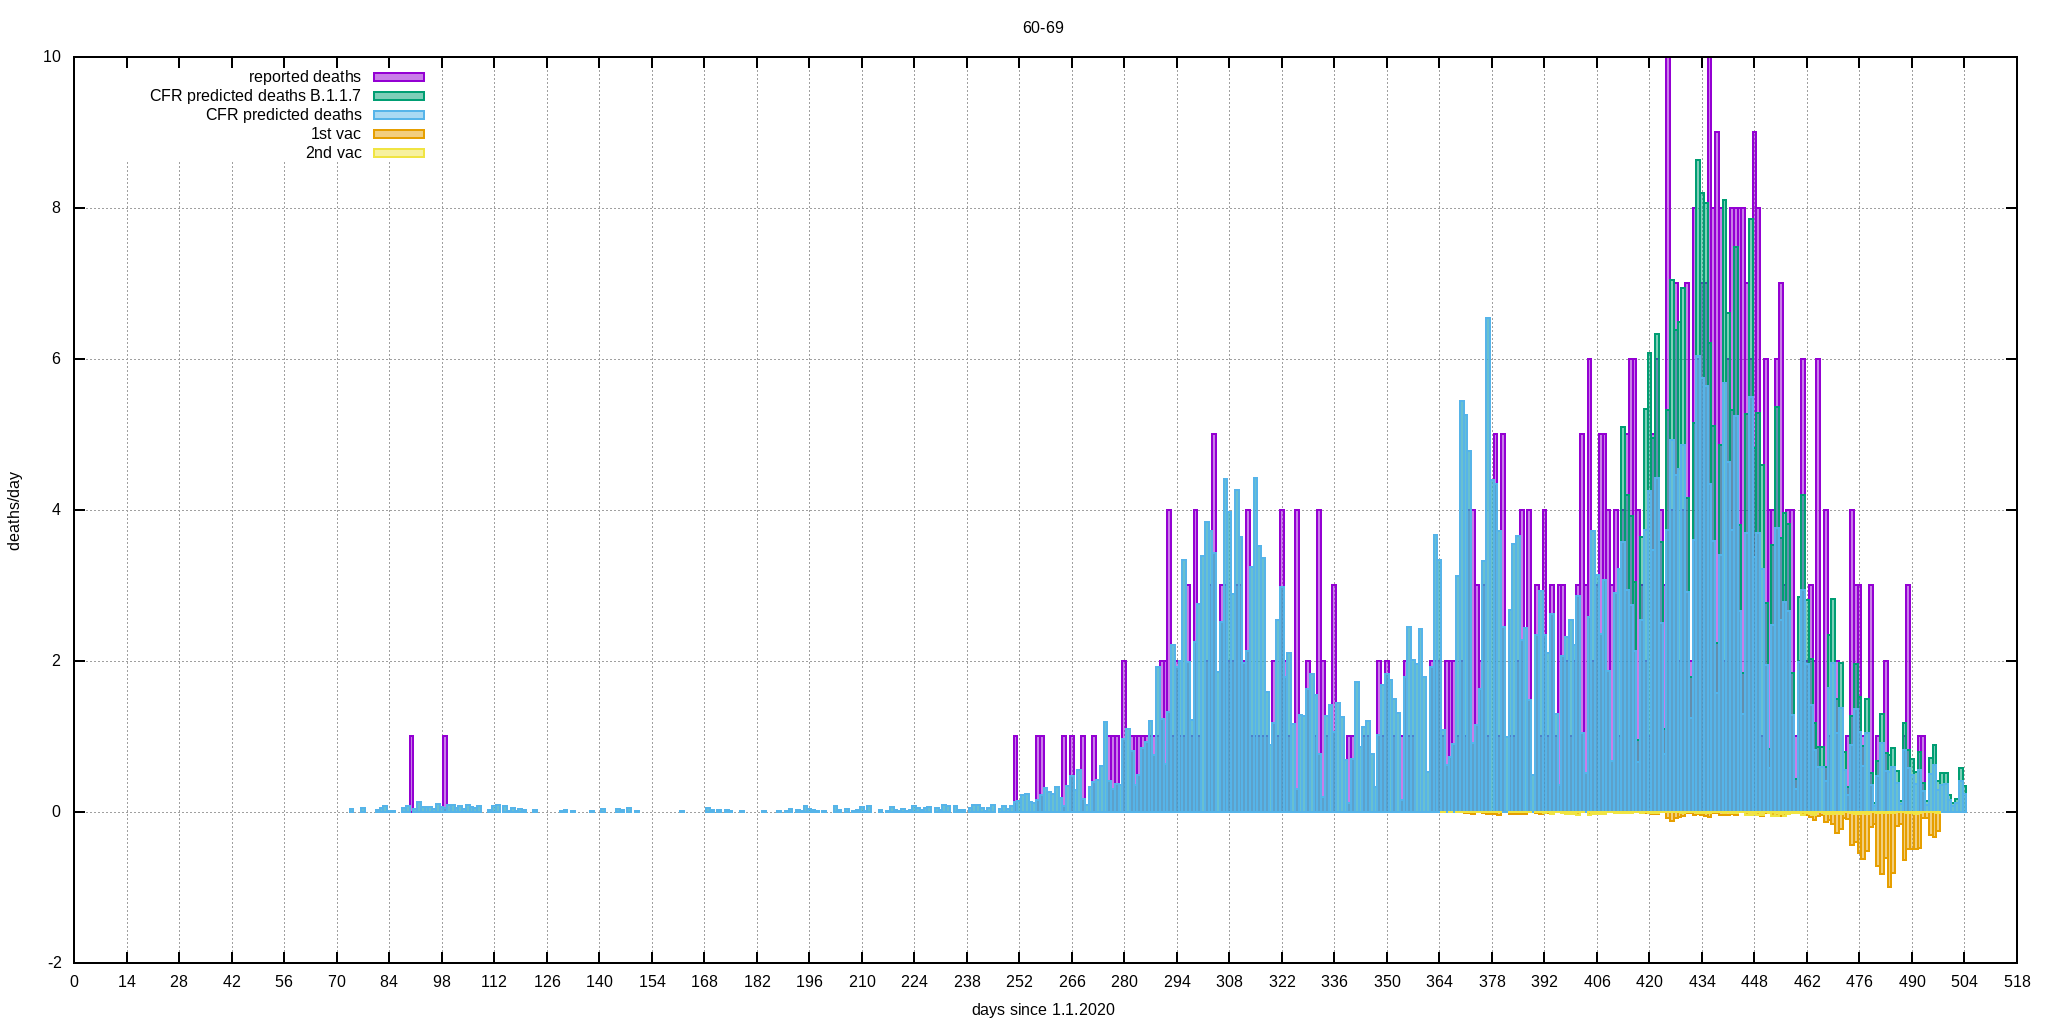 60-69
10
reported deaths
CFR predicted deaths B.1.1.7
CFR predicted deaths
1st vac
2nd vac
8
6
deaths/day
4
2
0
-2
0 14 28 42 56 70 84 98 112 126 140 154 168 182 196 210 224 238 252 266 280 294 308 322 336 350 364 378 392 406 420 434 448 462 476 490 504 518
days since 1.1.2020